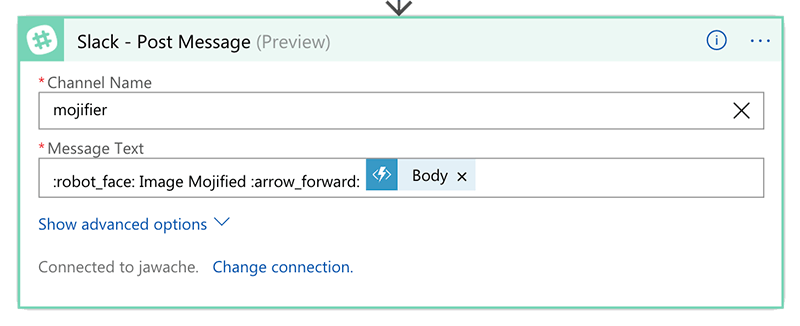 Slack - Post Message (Preview)
* Channel Name
mojifier
* Message Text
:robot_face: Image Mojified :arrow_forward: Body ×
Show advanced options
Connected to jawache. Change connection.